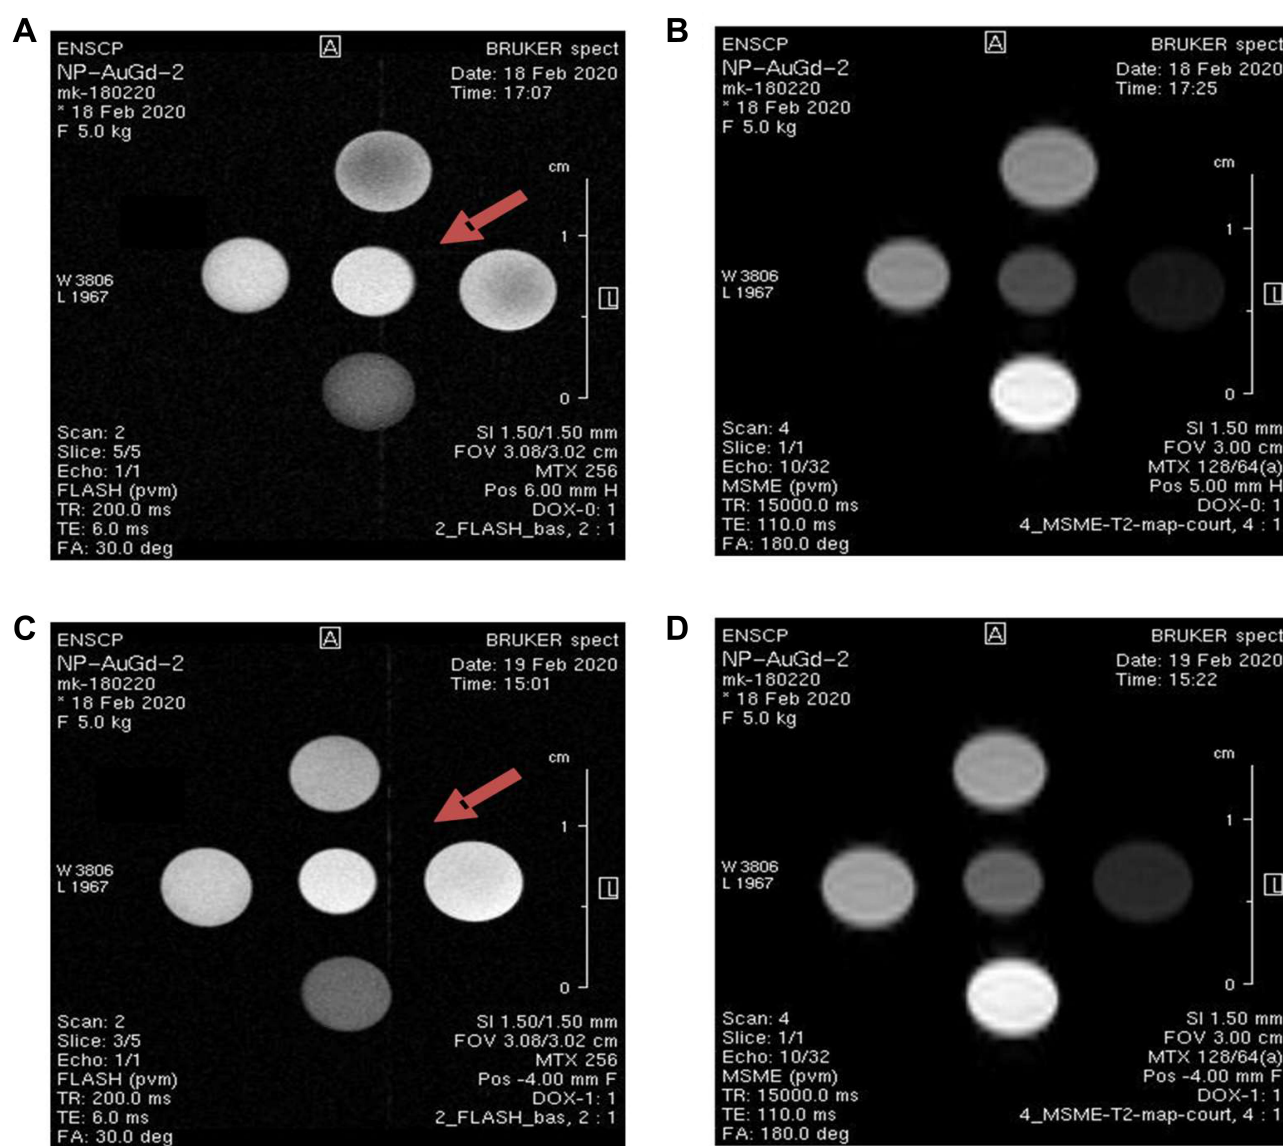 A
ENSCP
A
BRUKER spect
NP-AuGd-2
Date: 18 Feb 2020
mk-180220
Time: 17:07
* 18 Feb 2020
F 5.0 kg
cm
1
W 3806
L 1967
L
0
Scan: 2
SI 1.50/1.50 mm
Slice: 5/5
FOV 3.08/3.02 cm
Echo: 1/1
MTX 256
FLASH (pvm)
Pos 6.00 mm H
TR: 200.0 ms
DOX-0: 1
TE: 6.0 ms
2_FLASH_bas, 2 : 1
FA: 30.0 deg
B
ENSCP
A
BRUKER spect
NP-AuGd-2
Date: 18 Feb 2020
mk-180220
Time: 17:25
* 18 Feb 2020
F 5.0 kg
cm
1
W 3806
L 1967
L
0
Scan: 4
SI 1.50 mm
Slice: 1/1
FOV 3.00 cm
Echo: 10/32
MTX 128/64(a)
MSME (pvm)
Pos 5.00 mm H
TR: 15000.0 ms
DOX-0: 1
TE: 110.0 ms
4_MSME-T2-map-court, 4 : 1
FA: 180.0 deg
C
ENSCP
A
BRUKER spect
NP-AuGd-2
Date: 19 Feb 2020
mk-180220
Time: 15:01
* 18 Feb 2020
F 5.0 kg
cm
1
W 3806
L 1967
L
0
Scan: 2
SI 1.50/1.50 mm
Slice: 3/5
FOV 3.08/3.02 cm
Echo: 1/1
MTX 256
FLASH (pvm)
Pos -4.00 mm F
TR: 200.0 ms
DOX-1: 1
TE: 6.0 ms
2_FLASH_bas, 2 : 1
FA: 30.0 deg
D
ENSCP
A
BRUKER spect
NP-AuGd-2
Date: 19 Feb 2020
mk-180220
Time: 15:22
* 18 Feb 2020
F 5.0 kg
cm
1
W 3806
L 1967
L
0
Scan: 4
SI 1.50 mm
Slice: 1/1
FOV 3.00 cm
Echo: 10/32
MTX 128/64(a)
MSME (pvm)
Pos -4.00 mm F
TR: 15000.0 ms
DOX-1: 1
TE: 110.0 ms
4_MSME-T2-map-court, 4 : 1
FA: 180.0 deg